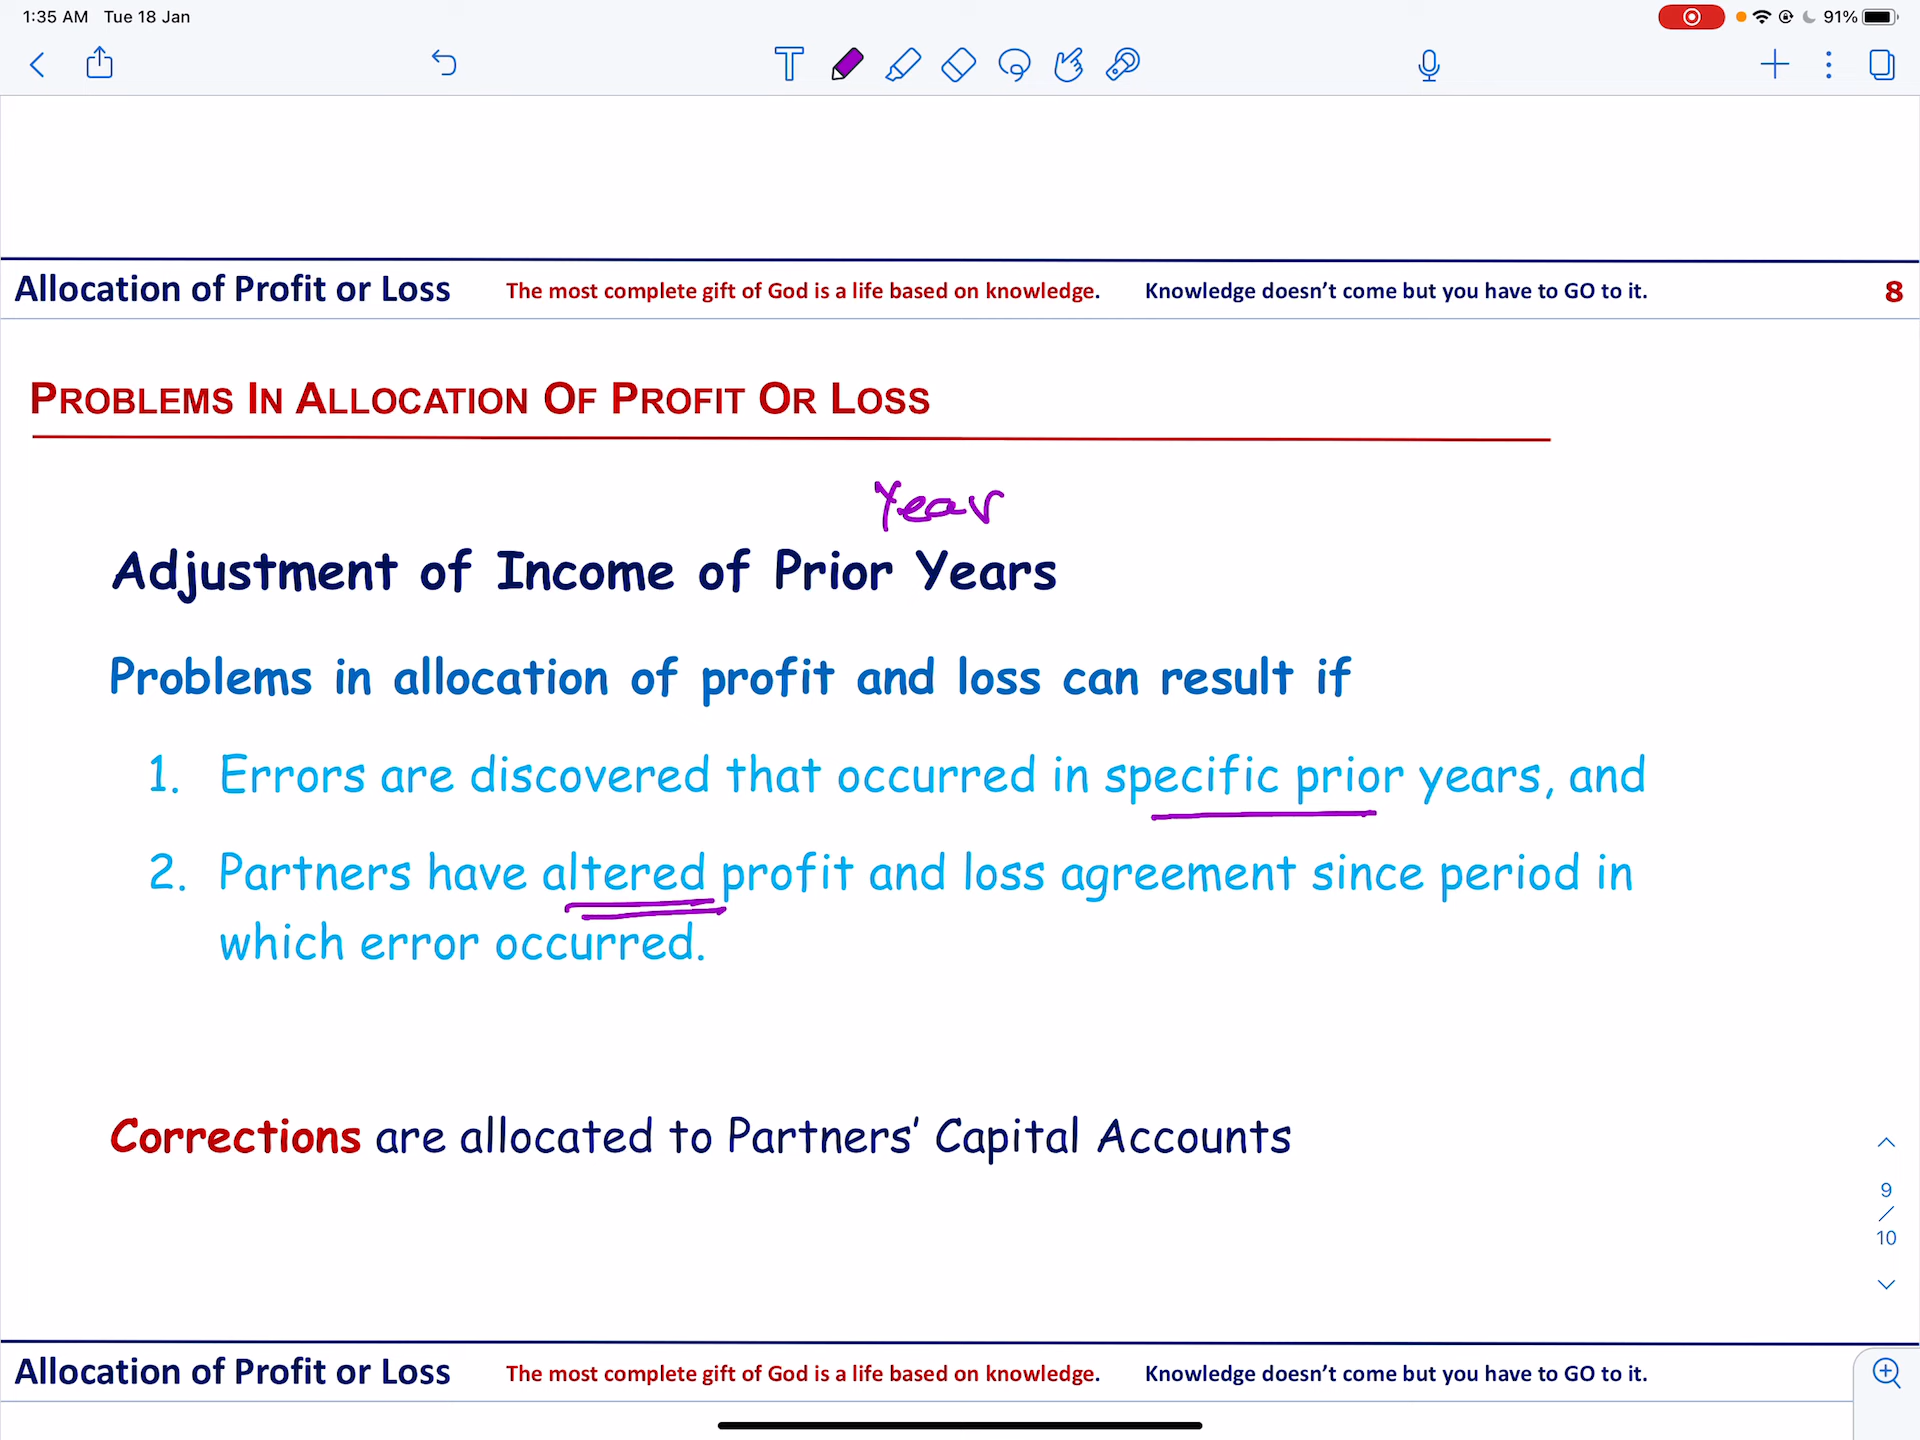 1:35 AM Tue 18 Jan 91%
T
Allocation of Profit or Loss The most complete gift of God is a life based on knowledge. Knowledge doesn't come but you have to GO to it. 8
PROBLEMS IN ALLOCATION OF PROFIT OR LOSS
Year
Adjustment of Income of Prior Years
Problems in allocation of profit and loss can result if
1. Errors are discovered that occurred in specific prior years, and
2. Partners have altered profit and loss agreement since period in
which error occurred.
Corrections are allocated to Partners' Capital Accounts
9
/
10
Allocation of Profit or Loss The most complete gift of God is a life based on knowledge. Knowledge doesn't come but you have to GO to it.